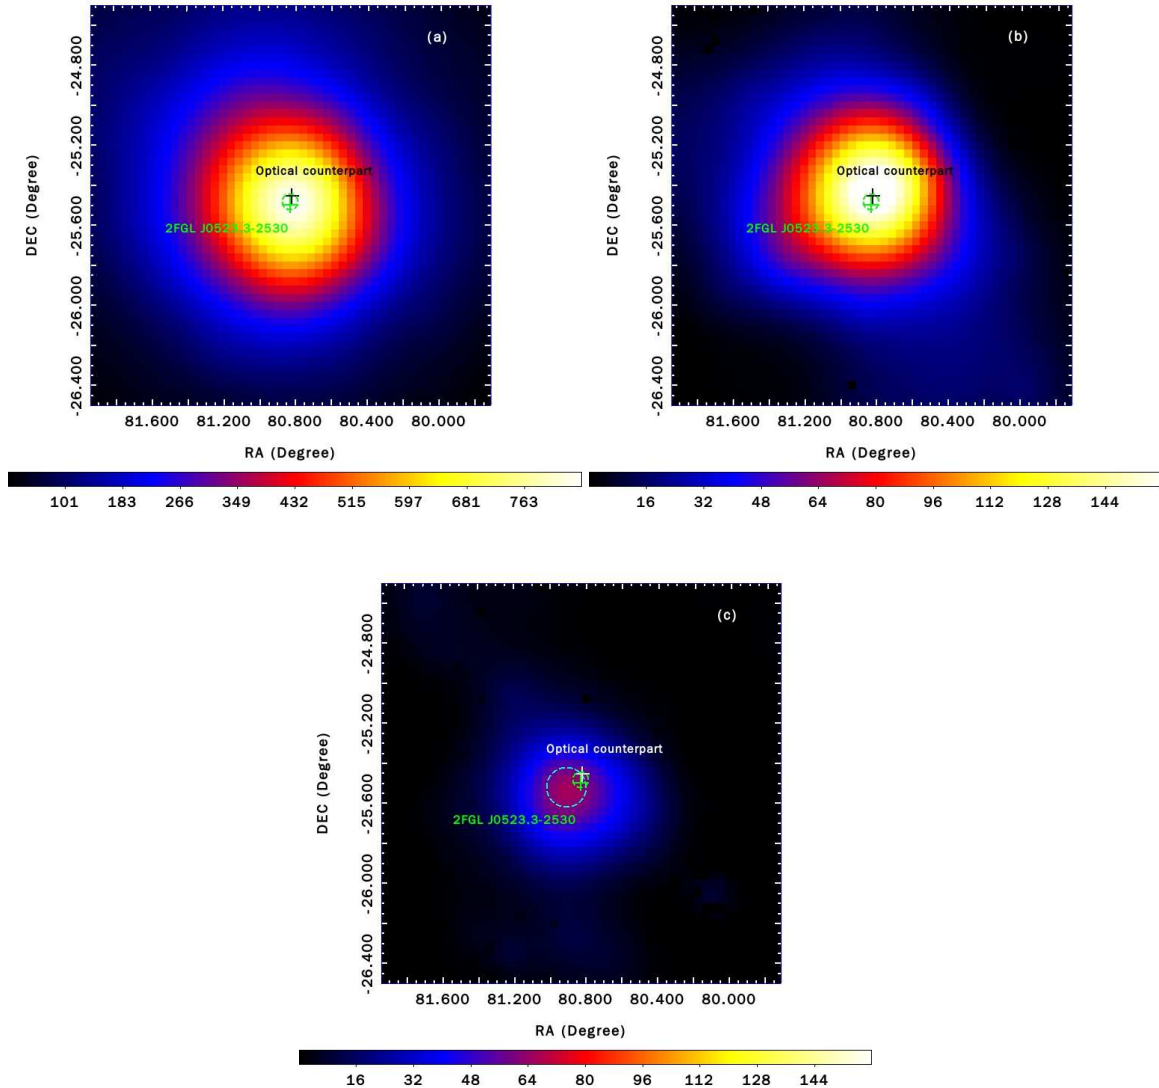 (a)
Optical counterpart
2FGL J0523.3-2530
DEC (Degree)
-24.800
-25.200
-25.600
-26.000
-26.400
81.600 81.200 80.800 80.400 80.000
RA (Degree)
101 183 266 349 432 515 597 681 763
(b)
Optical counterpart
2FGL J0523.3-2530
DEC (Degree)
-24.800
-25.200
-25.600
-26.000
-26.400
81.600 81.200 80.800 80.400 80.000
RA (Degree)
16 32 48 64 80 96 112 128 144
(c)
Optical counterpart
2FGL J0523.3-2530
DEC (Degree)
-24.800
-25.200
-25.600
-26.000
-26.400
81.600 81.200 80.800 80.400 80.000
RA (Degree)
16 32 48 64 80 96 112 128 144